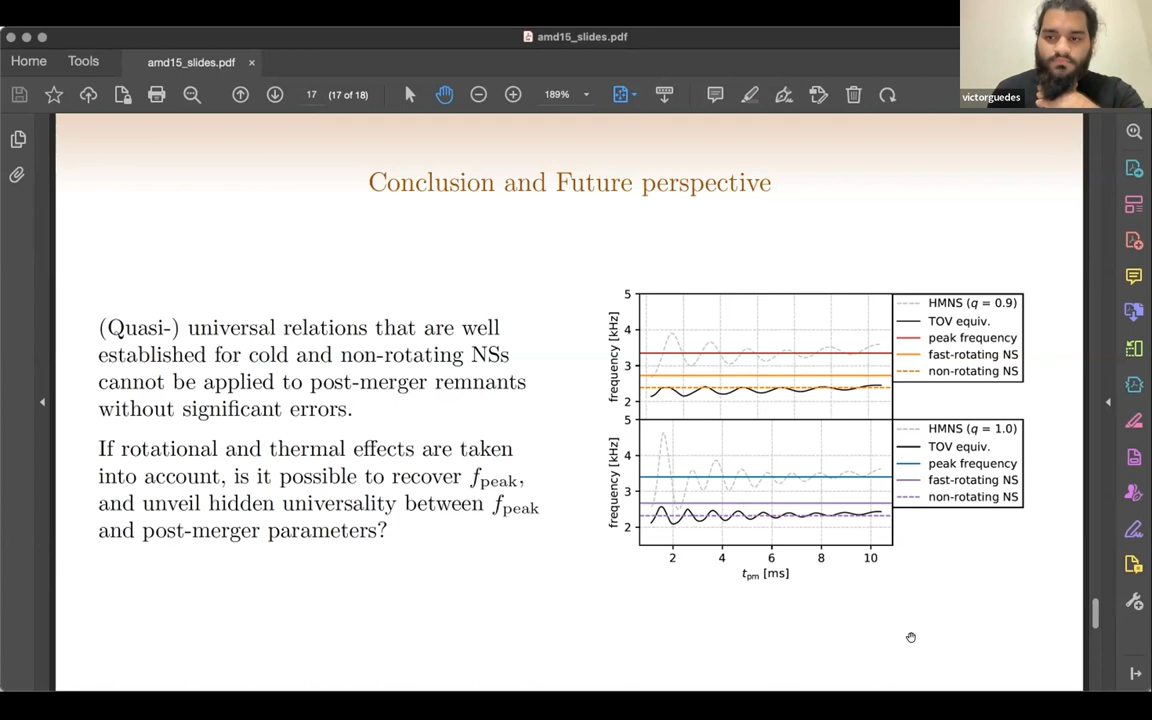 amd15_slides.pdf
Home
Tools
amd15_slides.pdf ×
17 (17 of 18)
189%
victorguedes
Conclusion and Future perspective
(Quasi-) universal relations that are well
established for cold and non-rotating NSs
cannot be applied to post-merger remnants
without significant errors.
If rotational and thermal effects are taken
into account, is it possible to recover fpeak,
and unveil hidden universality between fpeak
and post-merger parameters?
5
4
3
2
frequency [kHz]
HMNS (q = 0.9)
TOV equiv.
peak frequency
fast-rotating NS
non-rotating NS
5
4
3
2
frequency [kHz]
HMNS (q = 1.0)
TOV equiv.
peak frequency
fast-rotating NS
non-rotating NS
2 4 6 8 10
tpm [ms]